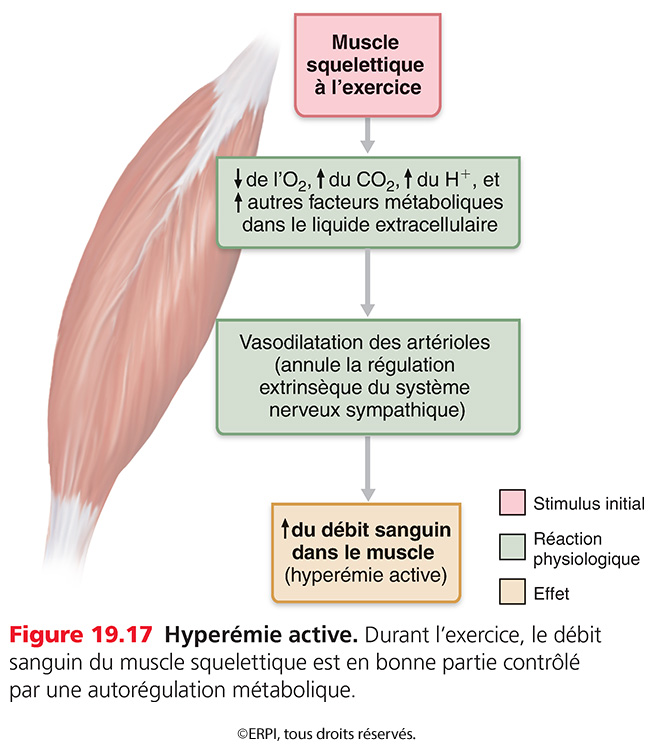 Muscle
squelettique
à l’exercice
↓ de l’O₂, ↑ du CO₂, ↑ du H⁺, et
↑ autres facteurs métaboliques
dans le liquide extracellulaire
Vasodilatation des artérioles
(annule la régulation
extrinsèque du système
nerveux sympathique)
↑ du débit sanguin
dans le muscle
(hyperémie active)
Stimulus initial
Réaction
physiologique
Effet
Figure 19.17 Hyperémie active. Durant l’exercice, le débit
sanguin du muscle squelettique est en bonne partie contrôlé
par une autorégulation métabolique.
©ERPI, tous droits réservés.